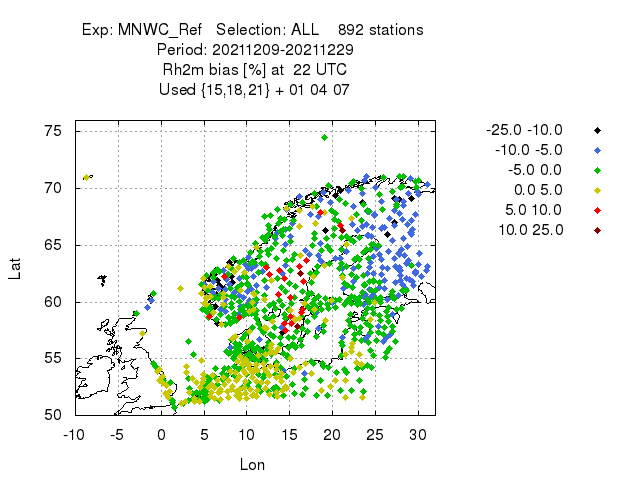 Exp: MNWC_Ref   Selection: ALL    892 stations
Period: 20211209-20211229
Rh2m bias [%] at  22 UTC
Used {15,18,21} + 01 04 07
-25.0 -10.0
-10.0 -5.0
-5.0 0.0
0.0 5.0
5.0 10.0
10.0 25.0
75
70
65
60
55
50
Lat
-10 -5 0 5 10 15 20 25 30
Lon